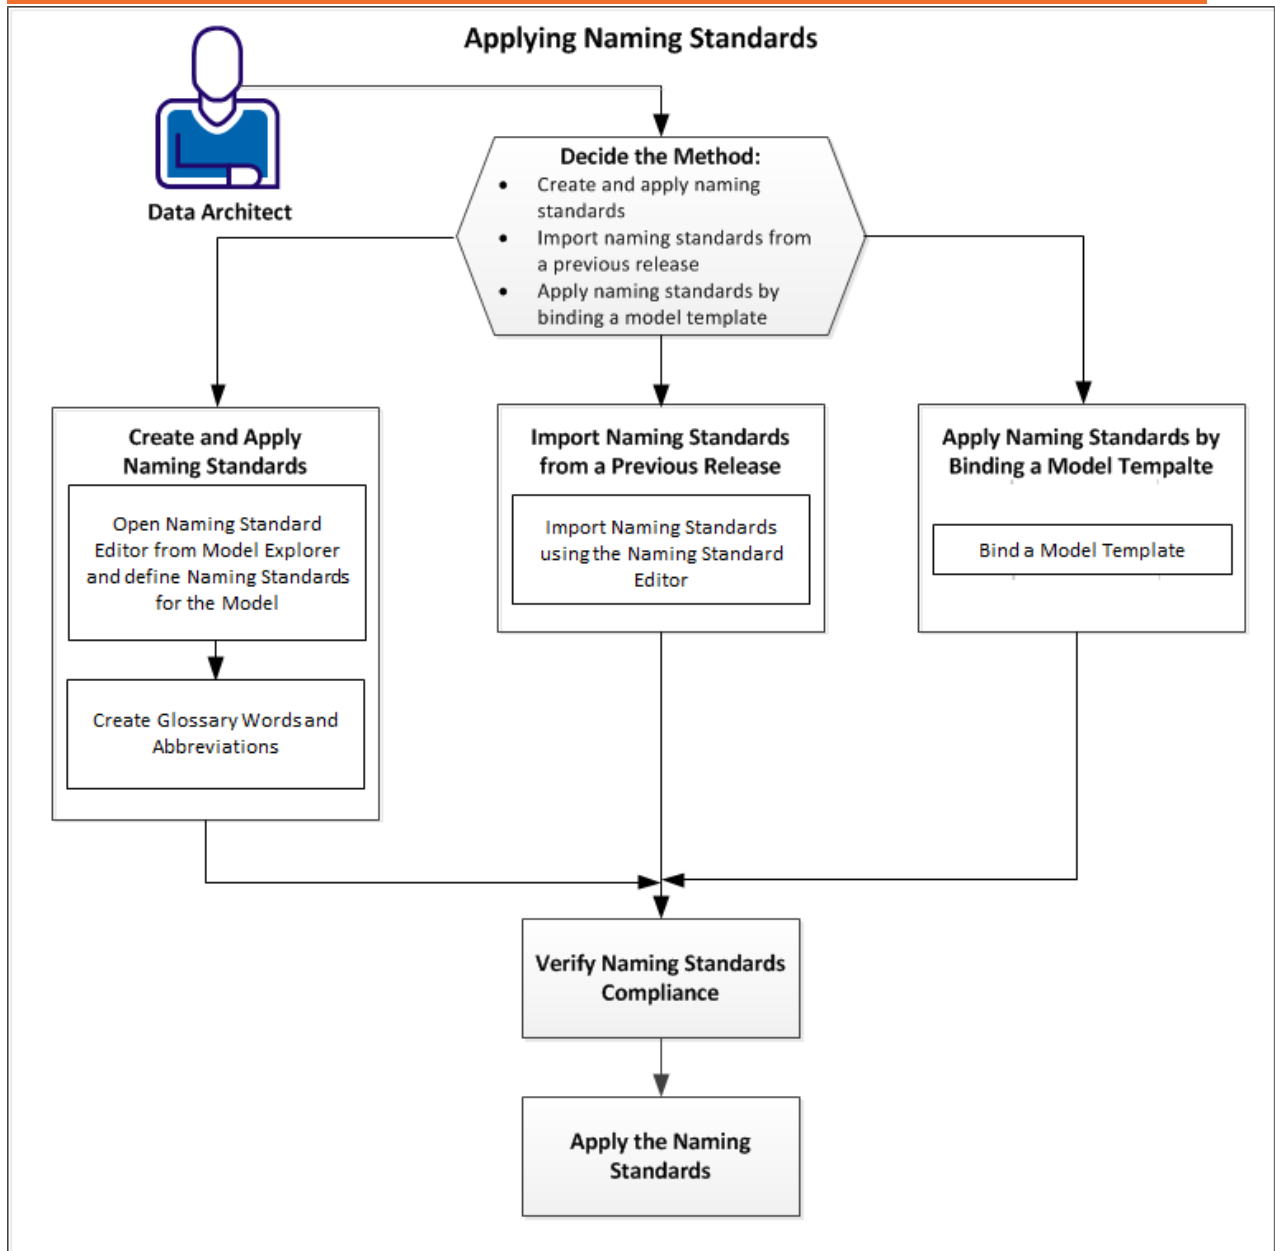 Applying Naming Standards
Data Architect
Decide the Method:
• Create and apply naming
standards
• Import naming standards from
a previous release
• Apply naming standards by
binding a model template
Create and Apply
Naming Standards
Open Naming Standard
Editor from Model Explorer
and define Naming Standards
for the Model
Create Glossary Words and
Abbreviations
Import Naming Standards
from a Previous Release
Import Naming Standards
using the Naming Standard
Editor
Apply Naming Standards by
Binding a Model Tempalte
Bind a Model Template
Verify Naming Standards
Compliance
Apply the Naming
Standards